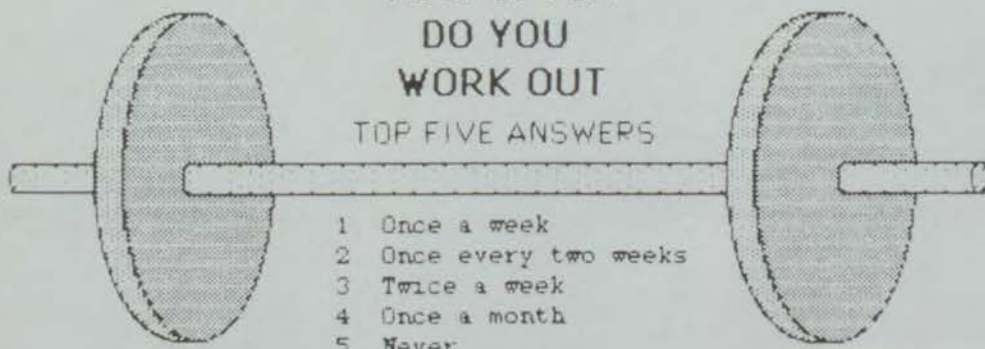 DO YOU
WORK OUT
TOP FIVE ANSWERS
1 Once a week
2 Once every two weeks
3 Twice a week
4 Once a month
5 Never